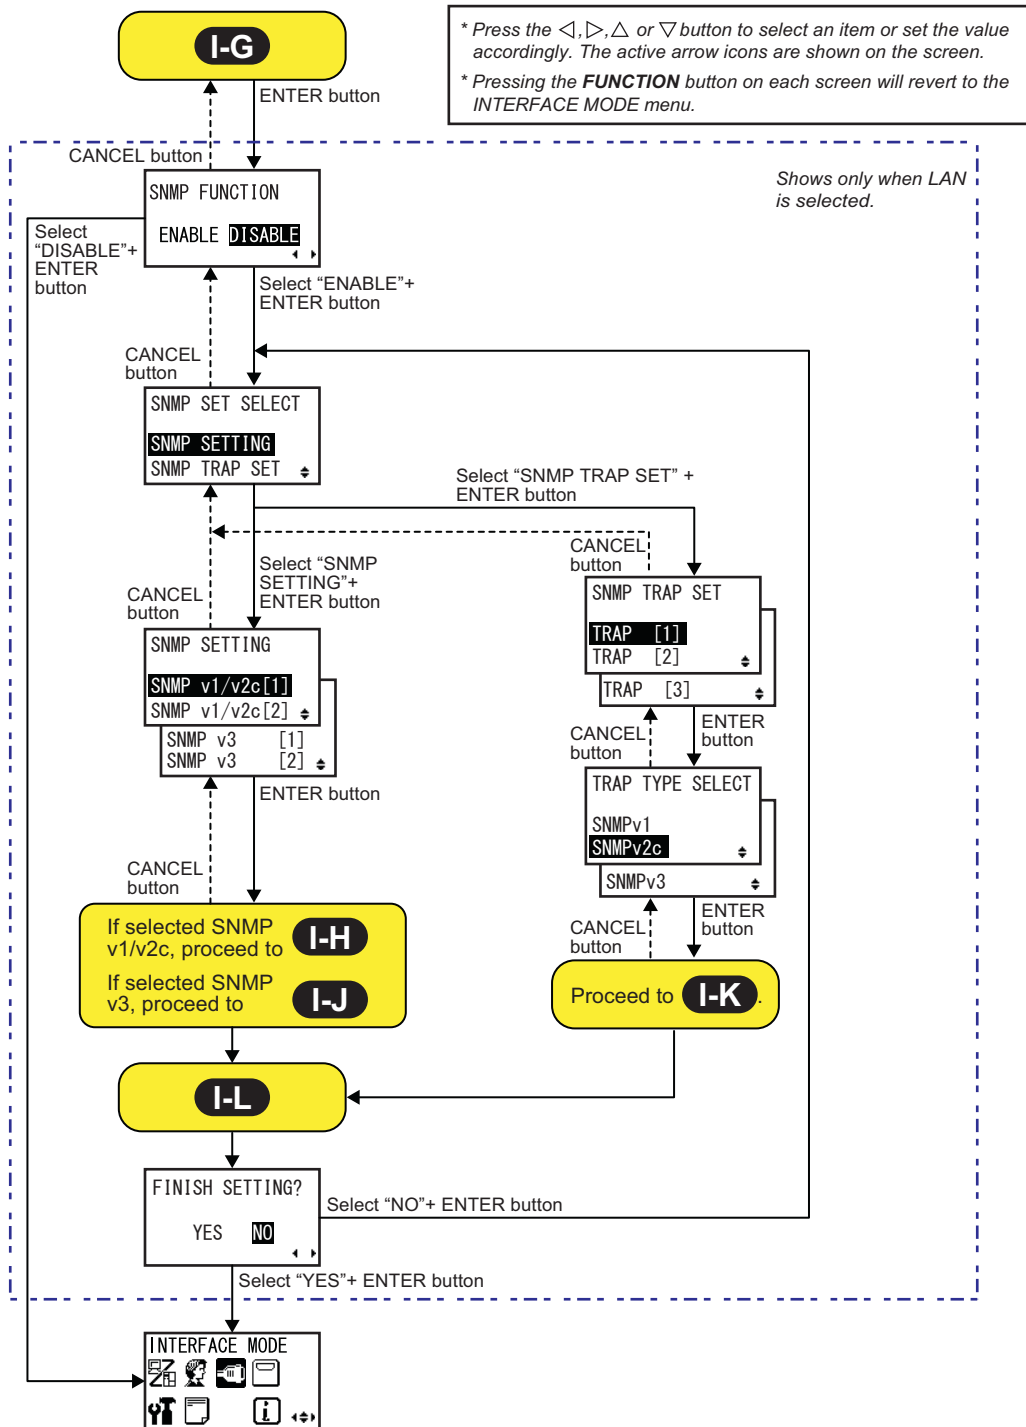 I-G
* Press the ◁, ▷, △ or ▽ button to select an item or set the value
accordingly. The active arrow icons are shown on the screen.
* Pressing the FUNCTION button on each screen will revert to the
INTERFACE MODE menu.
ENTER button
CANCEL button
Shows only when LAN
is selected.
SNMP FUNCTION
ENABLE DISABLE
Select
“DISABLE”+
ENTER
button
Select “ENABLE”+
ENTER button
CANCEL
button
SNMP SET SELECT
SNMP SETTING
SNMP TRAP SET
Select “SNMP TRAP SET” +
ENTER button
CANCEL
button
Select “SNMP
SETTING”+
ENTER button
CANCEL
button
SNMP TRAP SET
TRAP [1]
TRAP [2]
TRAP [3]
SNMP SETTING
SNMP v1/v2c[1]
SNMP v1/v2c[2]
SNMP v3 [1]
SNMP v3 [2]
ENTER
button
CANCEL
button
TRAP TYPE SELECT
SNMPv1
SNMPv2c
SNMPv3
ENTER button
CANCEL
button
ENTER
button
CANCEL
button
If selected SNMP
v1/v2c, proceed to I-H
If selected SNMP
v3, proceed to I-J
Proceed to I-K.
I-L
FINISH SETTING?
YES NO
Select “NO”+ ENTER button
Select “YES”+ ENTER button
INTERFACE MODE